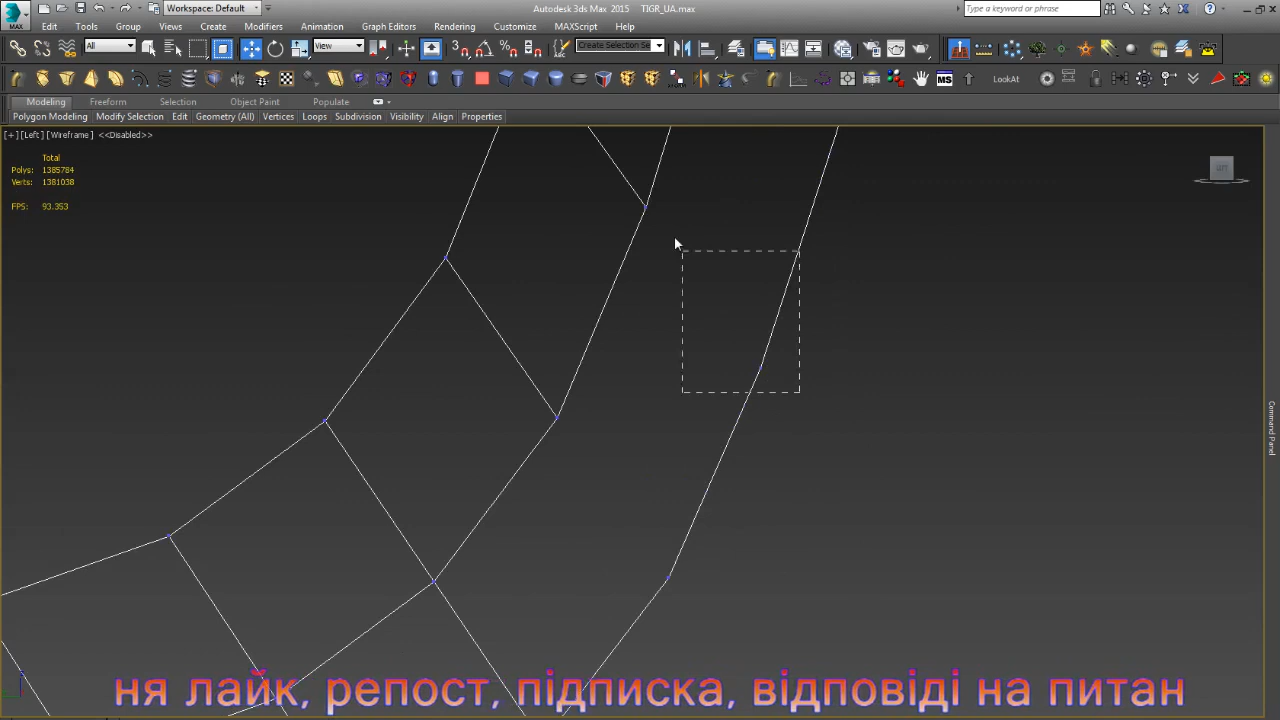 Workspace: Default
Autodesk 3ds Max 2015 TIGR_UA.max
Type a keyword or phrase
MAX
Edit Tools Group Views Create Modifiers Animation Graph Editors Rendering Customize MAXScript Help
All View Create Selection Se
MS LookAt
Modeling Freeform Selection Object Paint Populate
Polygon Modeling Modify Selection Edit Geometry (All) Vertices Loops Subdivision Visibility Align Properties
[+][Left][Wireframe] <<Disabled>>
Total
Polys: 1385784
Verts: 1381038
FPS: 93.353
Command Panel
ня лайк, репост, підписка, відповіді на питан